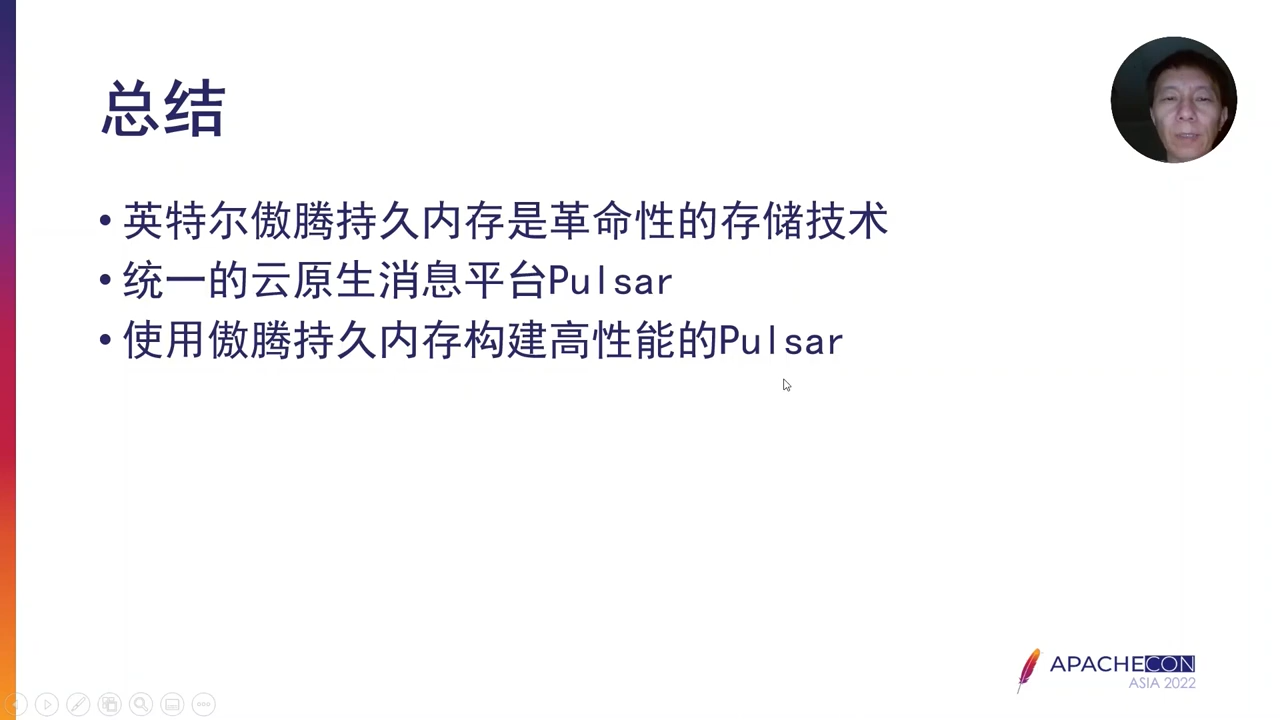 总结
• 英特尔傲腾持久内存是革命性的存储技术
• 统一的云原生消息平台Pulsar
• 使用傲腾持久内存构建高性能的Pulsar
APACHECON
ASIA 2022